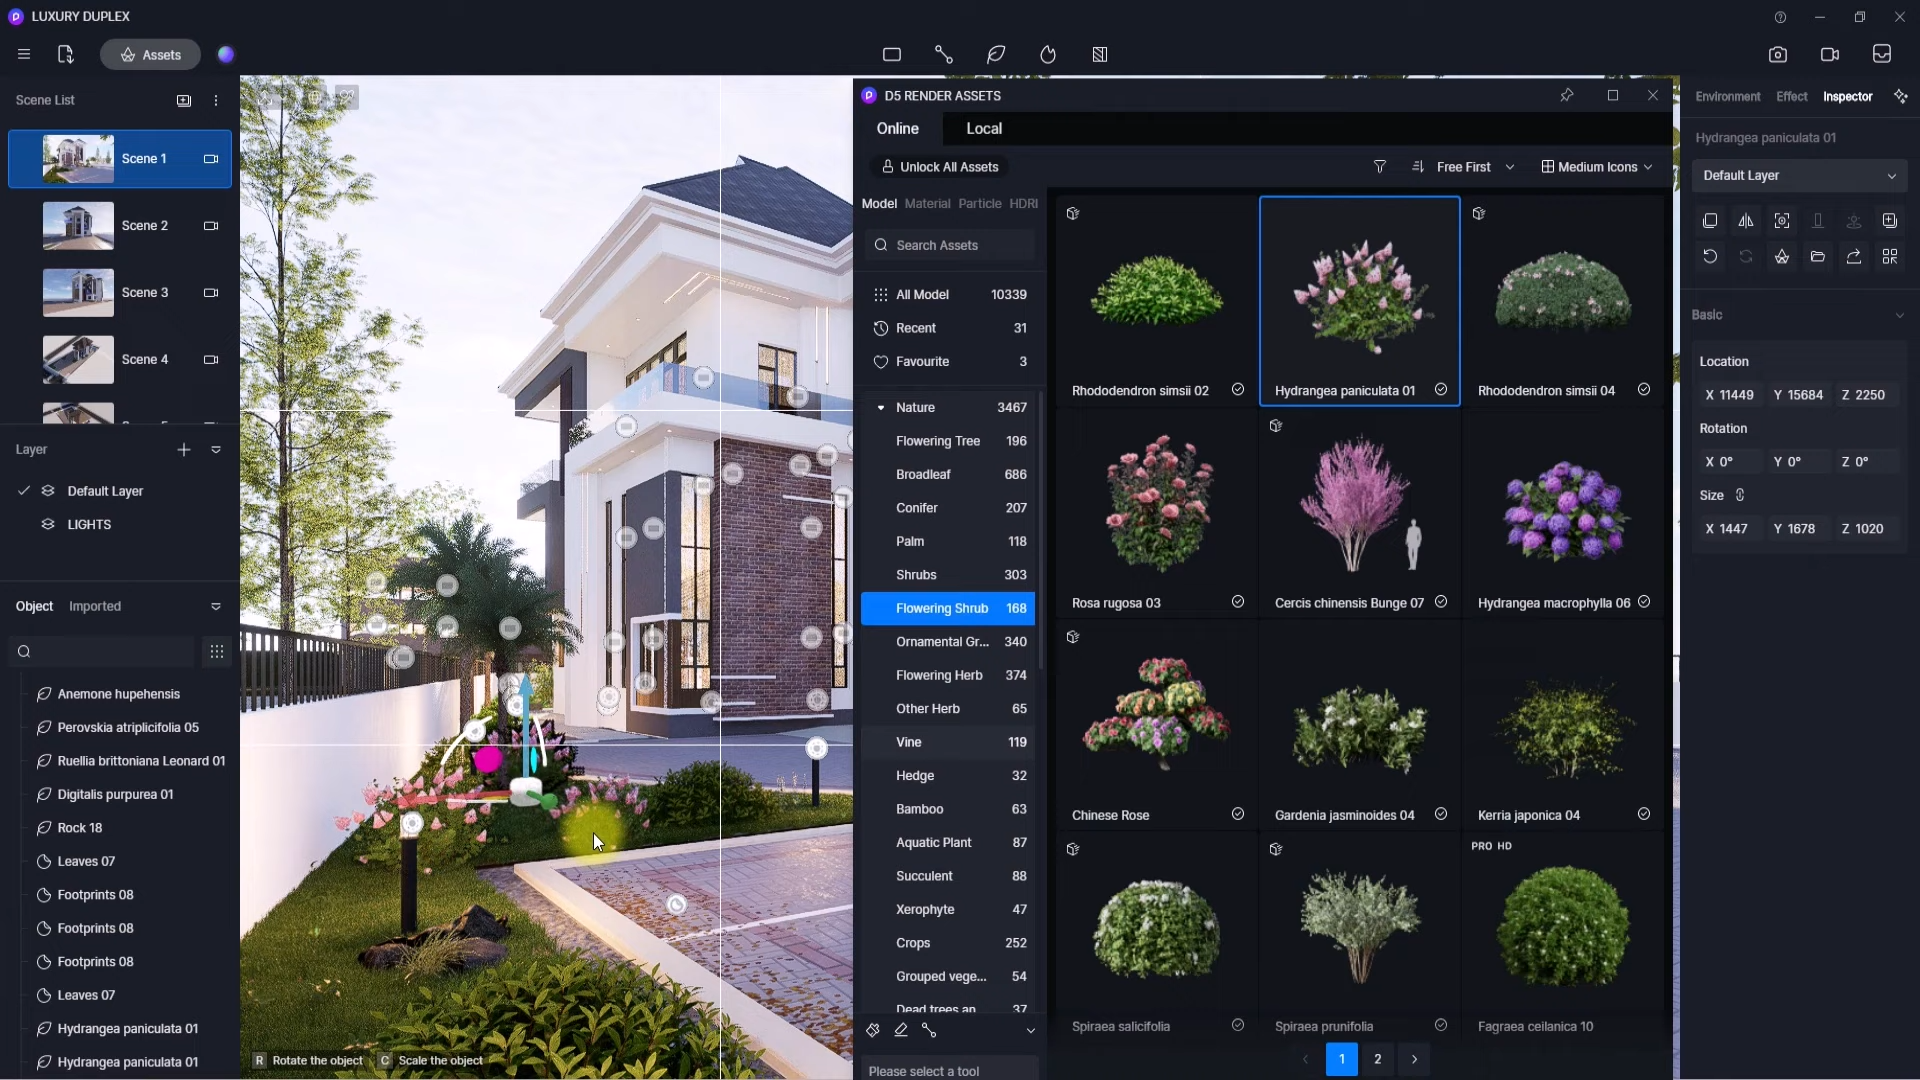 LUXURY DUPLEX
Assets
Scene List
Scene 1
Scene 2
Scene 3
Scene 4
Layer
Default Layer
LIGHTS
Object Imported
Anemone hupehensis
Perovskia atriplicifolia 05
Ruellia brittoniana Leonard 01
Digitalis purpurea 01
Rock 18
Leaves 07
Footprints 08
Footprints 08
Footprints 08
Leaves 07
Hydrangea paniculata 01
Hydrangea paniculata 01
R Rotate the object C Scale the object
D5 RENDER ASSETS
Online Local
Unlock All Assets
Free First
Medium Icons
Model Material Particle HDRI
Search Assets
All Model 10339
Recent 31
Favourite 3
Nature 3467
Flowering Tree 196
Broadleaf 686
Conifer 207
Palm 118
Shrubs 303
Flowering Shrub 168
Ornamental Gr... 340
Flowering Herb 374
Other Herb 65
Vine 119
Hedge 32
Bamboo 63
Aquatic Plant 87
Succulent 88
Xerophyte 47
Crops 252
Grouped vege... 54
Dead trees an 37
Please select a tool
Rhododendron simsii 02
Hydrangea paniculata 01
Rhododendron simsii 04
Rosa rugosa 03
Cercis chinensis Bunge 07
Hydrangea macrophylla 06
Chinese Rose
Gardenia jasminoides 04
Kerria japonica 04
PRO HD
Spiraea salicifolia
Spiraea prunifolia
Fagraea ceilanica 10
1 2
Environment Effect Inspector
Hydrangea paniculata 01
Default Layer
Basic
Location
X 11449 Y 15684 Z 2250
Rotation
X 0° Y 0° Z 0°
Size
X 1447 Y 1678 Z 1020